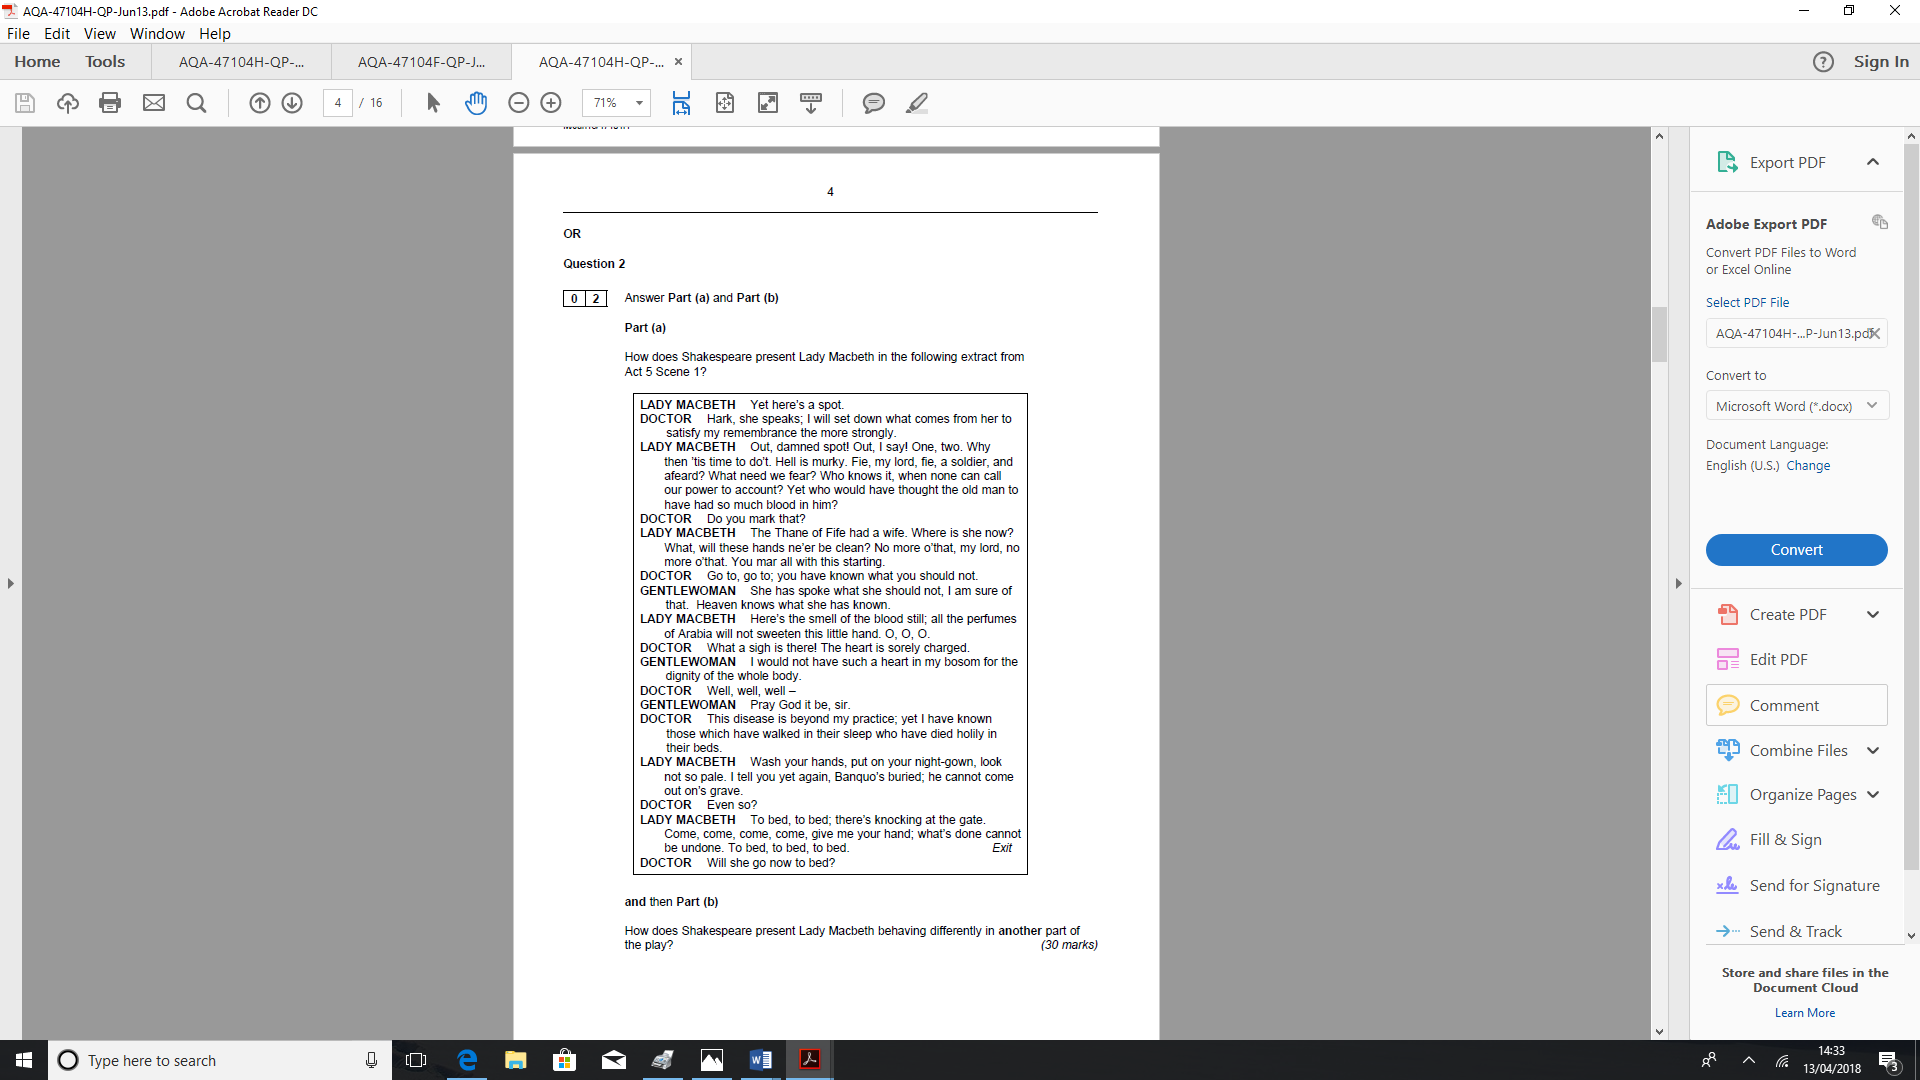 AQA-47104H-QP-Jun13.pdf - Adobe Acrobat Reader DC
File Edit View Window Help
Home Tools AQA-47104H-QP-... AQA-47104F-QP-J... AQA-47104H-QP-... Sign In
4 / 16 71%
4
OR
Question 2
0 2 Answer Part (a) and Part (b)
Part (a)
How does Shakespeare present Lady Macbeth in the following extract from
Act 5 Scene 1?
LADY MACBETH Yet here's a spot.
DOCTOR Hark, she speaks; I will set down what comes from her to
satisfy my remembrance the more strongly.
LADY MACBETH Out, damned spot! Out, I say! One, two. Why
then 'tis time to do't. Hell is murky. Fie, my lord, fie, a soldier, and
afeard? What need we fear? Who knows it, when none can call
our power to account? Yet who would have thought the old man to
have had so much blood in him?
DOCTOR Do you mark that?
LADY MACBETH The Thane of Fife had a wife. Where is she now?
What, will these hands ne'er be clean? No more o'that, my lord, no
more o'that. You mar all with this starting.
DOCTOR Go to, go to; you have known what you should not.
GENTLEWOMAN She has spoke what she should not, I am sure of
that. Heaven knows what she has known.
LADY MACBETH Here's the smell of the blood still; all the perfumes
of Arabia will not sweeten this little hand. O, O, O.
DOCTOR What a sigh is there! The heart is sorely charged.
GENTLEWOMAN I would not have such a heart in my bosom for the
dignity of the whole body.
DOCTOR Well, well, well –
GENTLEWOMAN Pray God it be, sir.
DOCTOR This disease is beyond my practice; yet I have known
those which have walked in their sleep who have died holily in
their beds.
LADY MACBETH Wash your hands, put on your night-gown, look
not so pale. I tell you yet again, Banquo's buried; he cannot come
out on's grave.
DOCTOR Even so?
LADY MACBETH To bed, to bed; there's knocking at the gate.
Come, come, come, come, give me your hand; what's done cannot
be undone. To bed, to bed, to bed. Exit
DOCTOR Will she go now to bed?
and then Part (b)
How does Shakespeare present Lady Macbeth behaving differently in another part of
the play? (30 marks)
Export PDF
Adobe Export PDF
Convert PDF Files to Word
or Excel Online
Select PDF File
AQA-47104H-...P-Jun13.pdf
Convert to
Microsoft Word (*.docx)
Document Language:
English (U.S.) Change
Convert
Create PDF
Edit PDF
Comment
Combine Files
Organize Pages
Fill & Sign
Send for Signature
Send & Track
Store and share files in the
Document Cloud
Learn More
Type here to search
14:33
13/04/2018
3